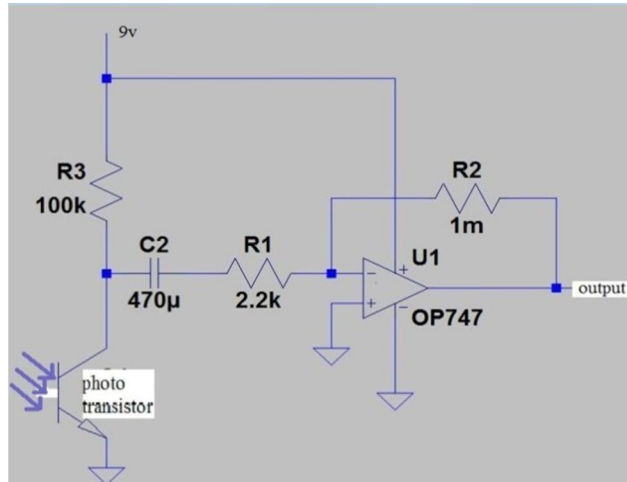 9v
R3
100k
C2
470µ
R1
2.2k
R2
1m
U1
OP747
output
photo
transistor